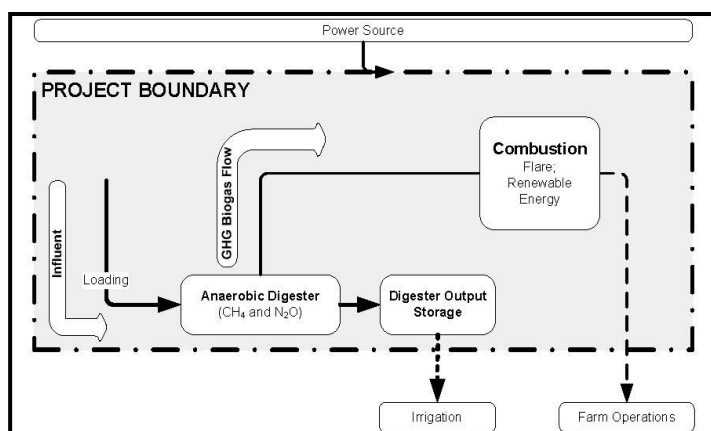 Power Source
PROJECT BOUNDARY
GHG Biogas Flow
Combustion
Flare;
Renewable
Energy
Influent
Loading
Anaerobic Digester
(CH₄ and N₂O)
Digester Output
Storage
Irrigation
Farm Operations